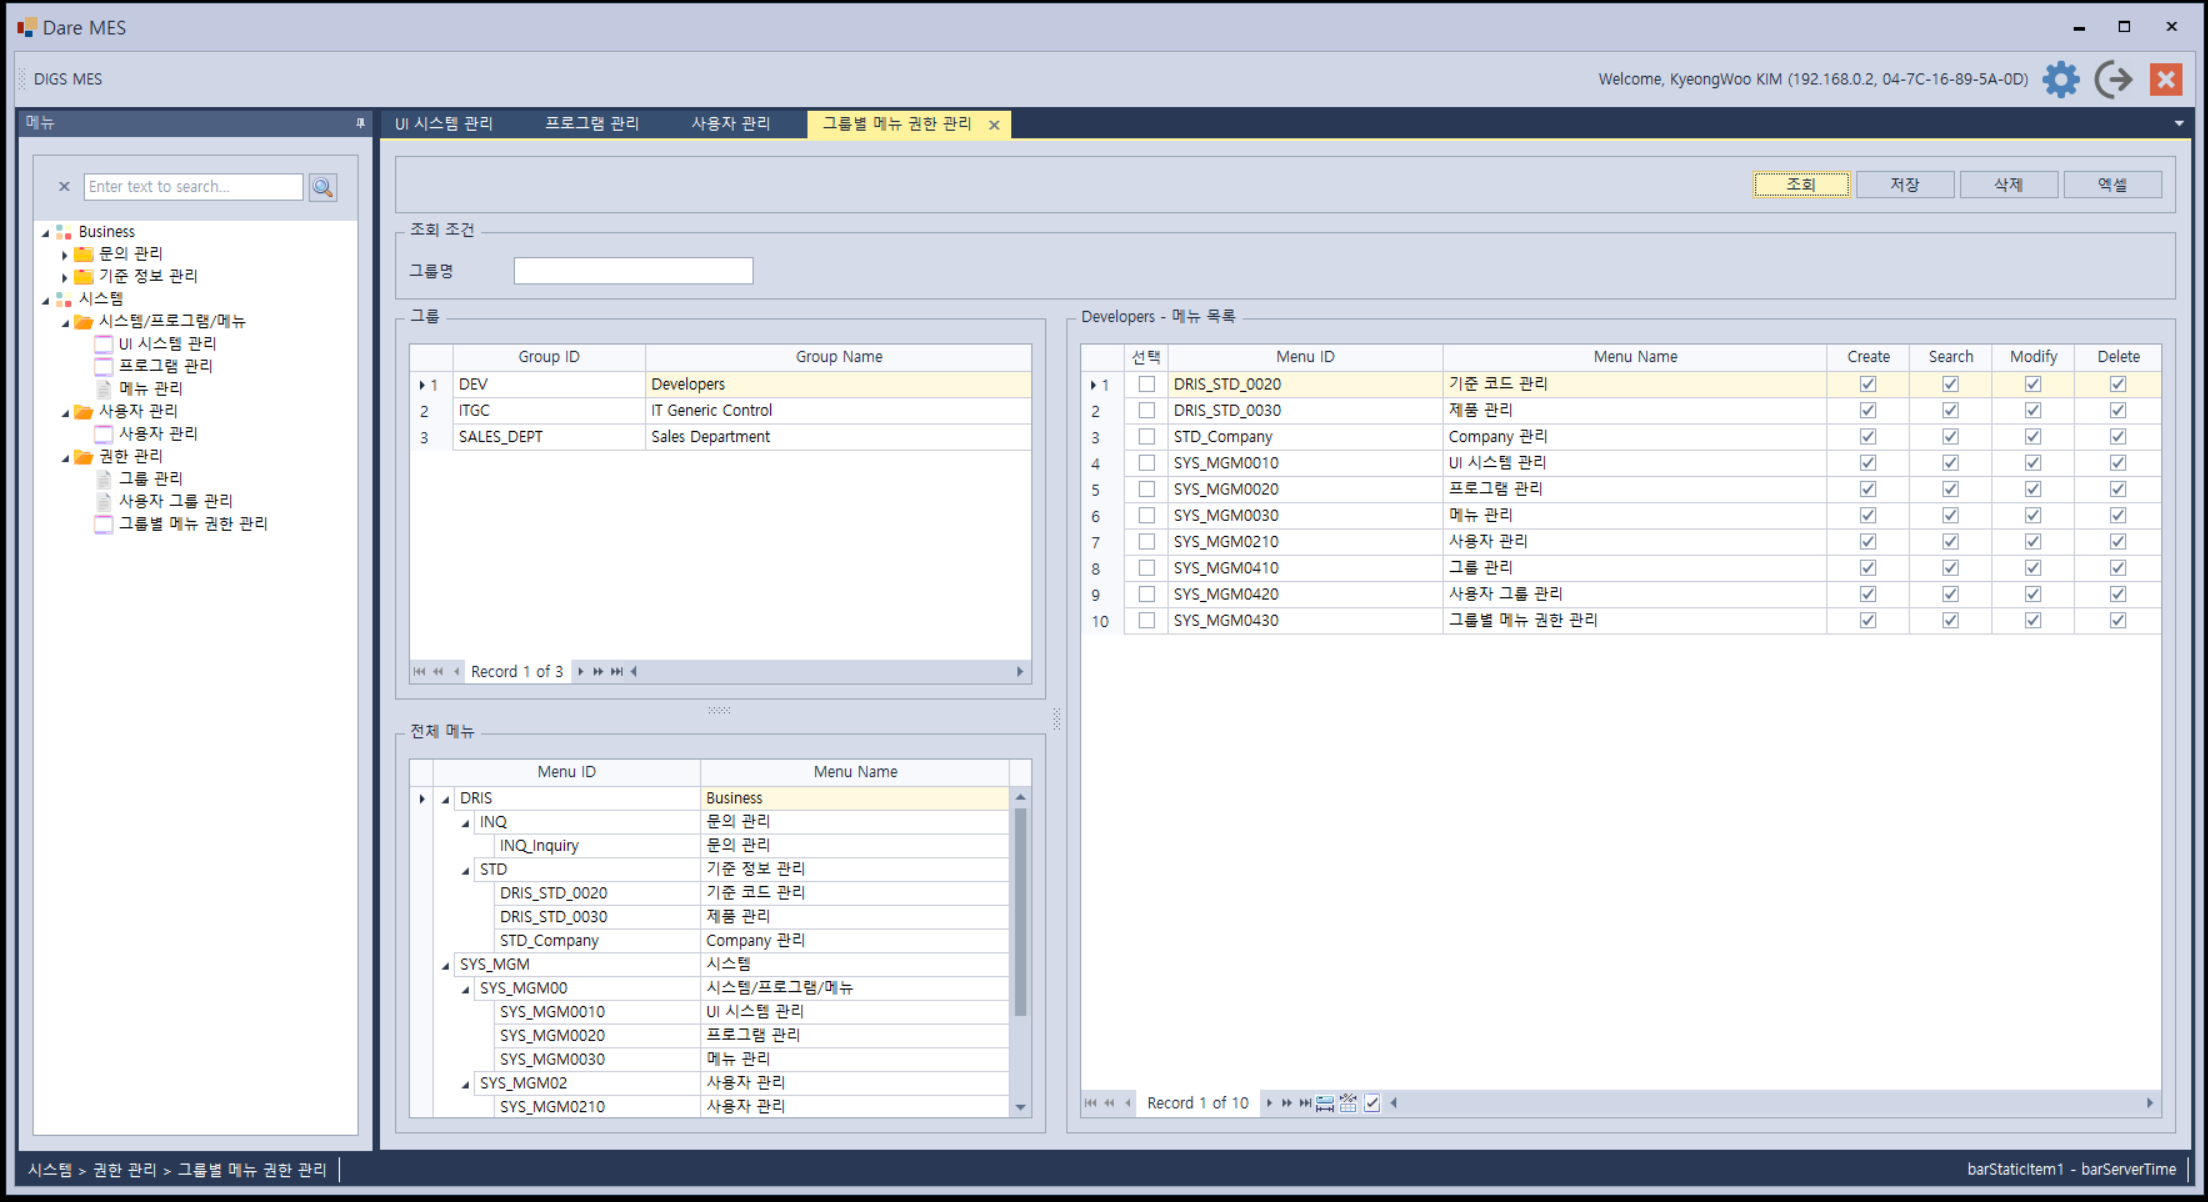 Dare MES
DIGS MES
Welcome, KyeongWoo KIM (192.168.0.2, 04-7C-16-89-5A-0D)
메뉴
Enter text to search...
Business
문의 관리
기준 정보 관리
시스템
시스템/프로그램/메뉴
UI 시스템 관리
프로그램 관리
메뉴 관리
사용자 관리
사용자 관리
권한 관리
그룹 관리
사용자 그룹 관리
그룹별 메뉴 권한 관리
UI 시스템 관리 프로그램 관리 사용자 관리 그룹별 메뉴 권한 관리
조회 저장 삭제 엑셀
조회 조건
그룹명
그룹
Group ID Group Name
1 DEV Developers
2 ITGC IT Generic Control
3 SALES_DEPT Sales Department
Record 1 of 3
전체 메뉴
Menu ID Menu Name
DRIS Business
INQ 문의 관리
INQ_Inquiry 문의 관리
STD 기준 정보 관리
DRIS_STD_0020 기준 코드 관리
DRIS_STD_0030 제품 관리
STD_Company Company 관리
SYS_MGM 시스템
SYS_MGM00 시스템/프로그램/메뉴
SYS_MGM0010 UI 시스템 관리
SYS_MGM0020 프로그램 관리
SYS_MGM0030 메뉴 관리
SYS_MGM02 사용자 관리
SYS_MGM0210 사용자 관리
Developers - 메뉴 목록
선택 Menu ID Menu Name Create Search Modify Delete
1 DRIS_STD_0020 기준 코드 관리
2 DRIS_STD_0030 제품 관리
3 STD_Company Company 관리
4 SYS_MGM0010 UI 시스템 관리
5 SYS_MGM0020 프로그램 관리
6 SYS_MGM0030 메뉴 관리
7 SYS_MGM0210 사용자 관리
8 SYS_MGM0410 그룹 관리
9 SYS_MGM0420 사용자 그룹 관리
10 SYS_MGM0430 그룹별 메뉴 권한 관리
Record 1 of 10
시스템 > 권한 관리 > 그룹별 메뉴 권한 관리
barStaticItem1 - barServerTime